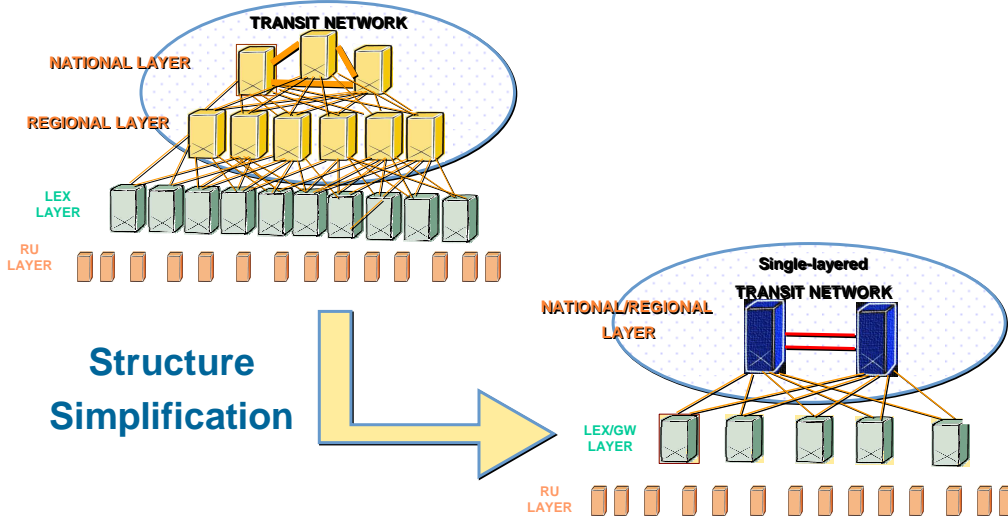 TRANSIT NETWORK
NATIONAL LAYER
REGIONAL LAYER
LEX
LAYER
RU
LAYER
Structure
Simplification
Single-layered
TRANSIT NETWORK
NATIONAL/REGIONAL
LAYER
LEX/GW
LAYER
RU
LAYER